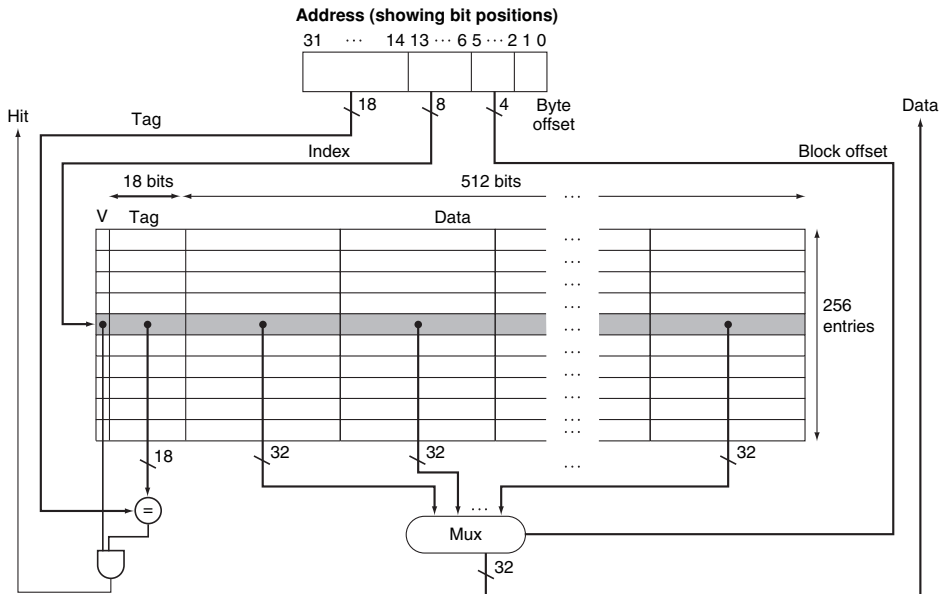 Address (showing bit positions)
31 ··· 14 13 ··· 6 5 ··· 2 1 0
18 8 4 Byte offset
Hit
Data
Tag
Index
Block offset
18 bits
512 bits
···
V Tag Data
···
···
···
···
256 entries
···
···
···
···
···
···
18
32
32
···
32
=
···
Mux
32